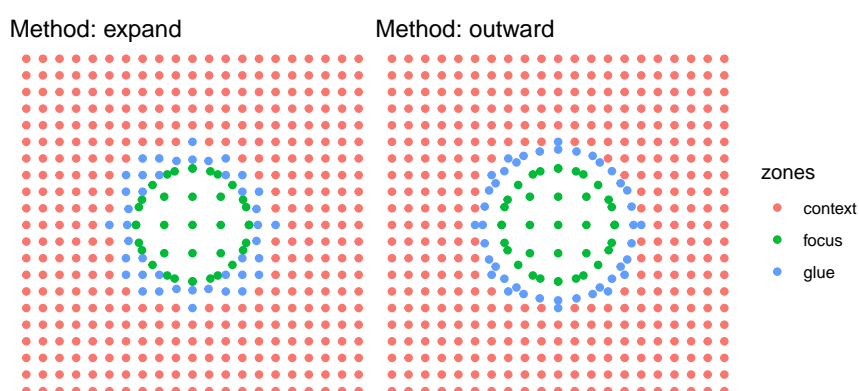 Method: expand
Method: outward
zones
context
focus
glue